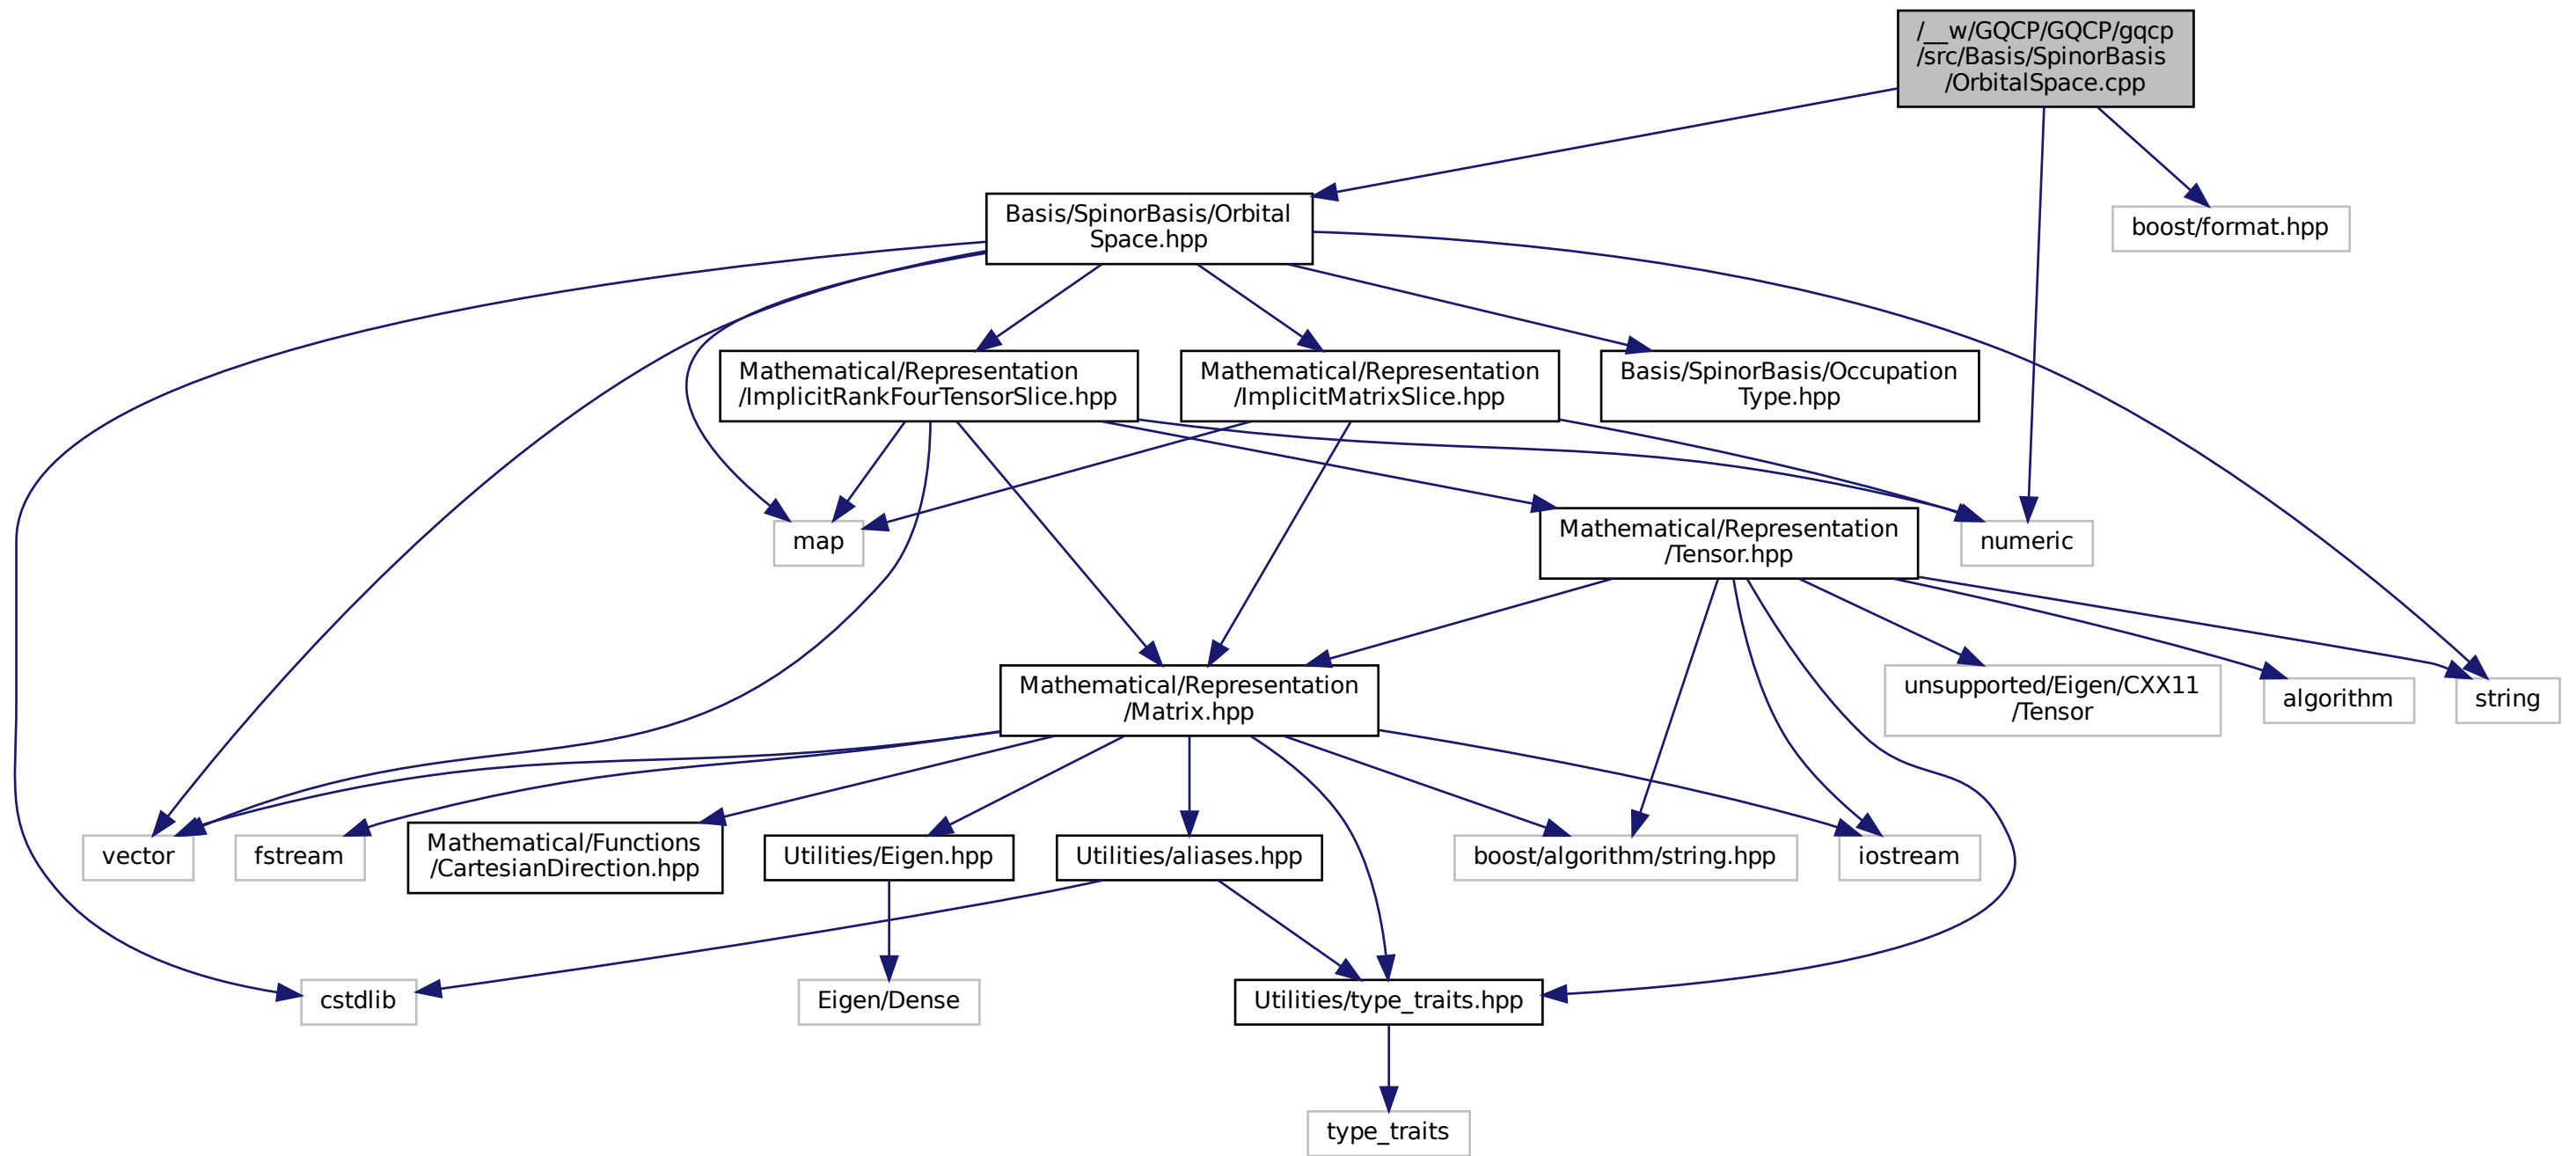 /__w/GQCP/GQCP/gqcp
/src/Basis/SpinorBasis
/OrbitalSpace.cpp
Basis/SpinorBasis/Orbital
Space.hpp
boost/format.hpp
Mathematical/Representation
/ImplicitRankFourTensorSlice.hpp
Mathematical/Representation
/ImplicitMatrixSlice.hpp
Basis/SpinorBasis/Occupation
Type.hpp
map
Mathematical/Representation
/Tensor.hpp
numeric
Mathematical/Representation
/Matrix.hpp
unsupported/Eigen/CXX11
/Tensor
algorithm
string
vector
fstream
Mathematical/Functions
/CartesianDirection.hpp
Utilities/Eigen.hpp
Utilities/aliases.hpp
boost/algorithm/string.hpp
iostream
cstdlib
Eigen/Dense
Utilities/type_traits.hpp
type_traits